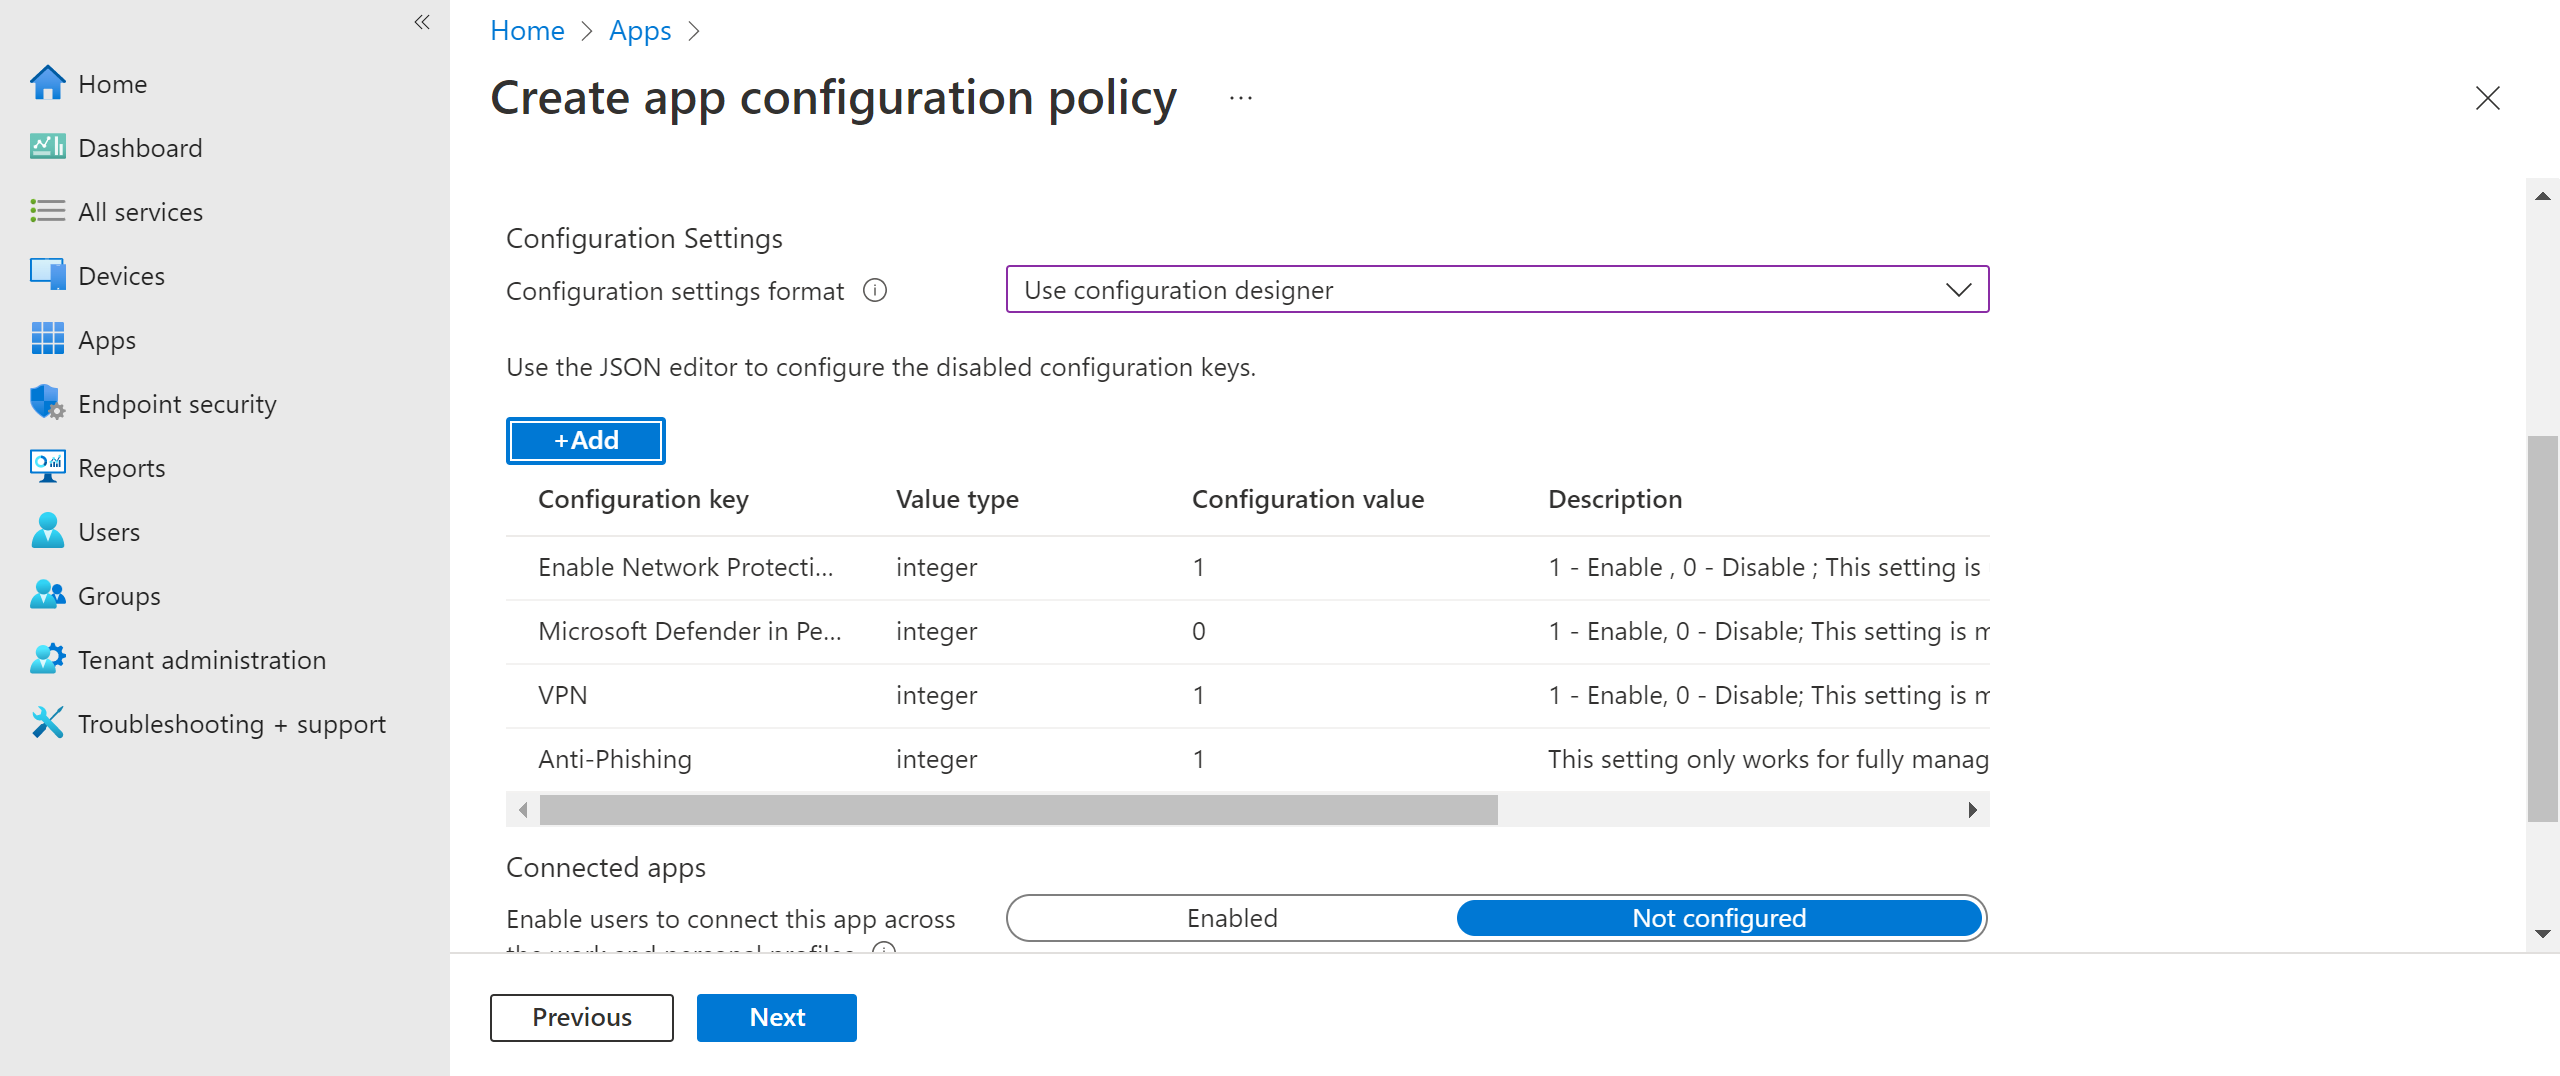 Home
Dashboard
All services
Devices
Apps
Endpoint security
Reports
Users
Groups
Tenant administration
Troubleshooting + support
Home > Apps >
Create app configuration policy ...
Configuration Settings
Configuration settings format
Use configuration designer
Use the JSON editor to configure the disabled configuration keys.
+Add
Configuration key Value type Configuration value Description
Enable Network Protecti... integer 1 1 - Enable , 0 - Disable ; This setting is
Microsoft Defender in Pe... integer 0 1 - Enable, 0 - Disable; This setting is m
VPN integer 1 1 - Enable, 0 - Disable; This setting is m
Anti-Phishing integer 1 This setting only works for fully manag
Connected apps
Enable users to connect this app across
the work and personal profiles
Enabled Not configured
Previous Next